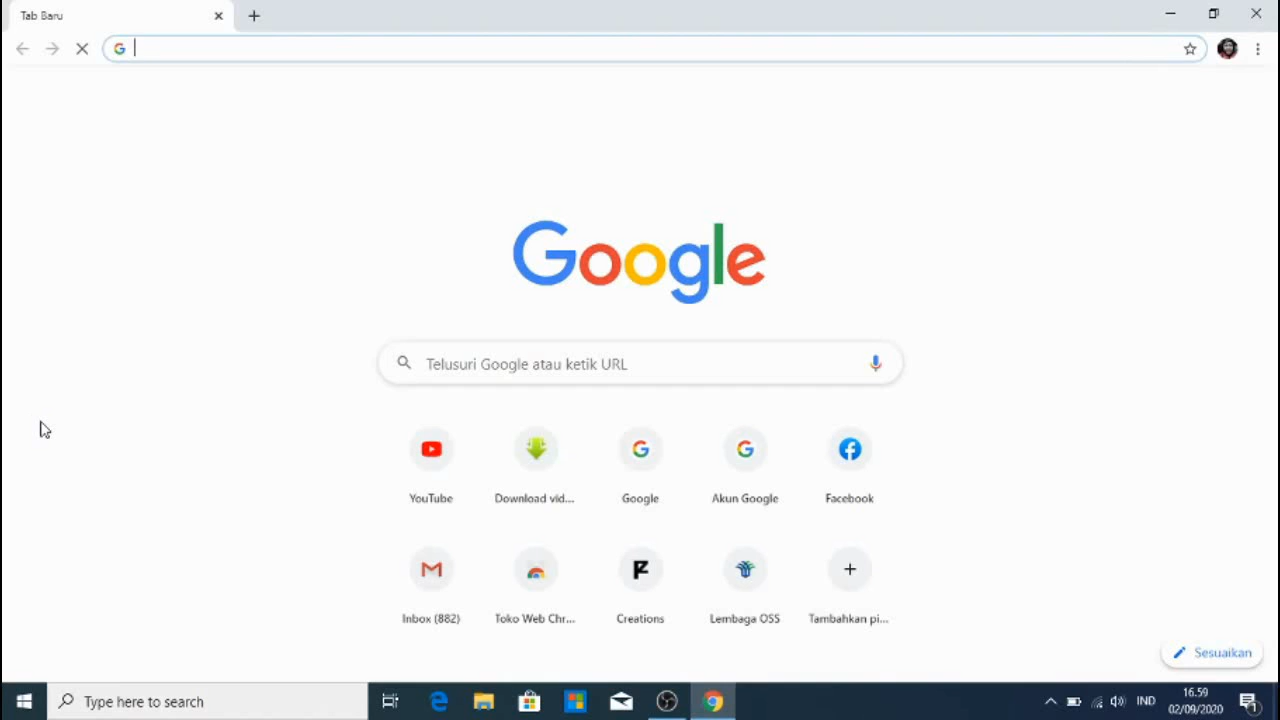 Tab Baru
Google
Telusuri Google atau ketik URL
YouTube
Download vid...
Google
Akun Google
Facebook
Inbox (882)
Toko Web Chr...
Creations
Lembaga OSS
Tambahkan pi...
Sesuaikan
Type here to search
IND
16.59
02/09/2020
1